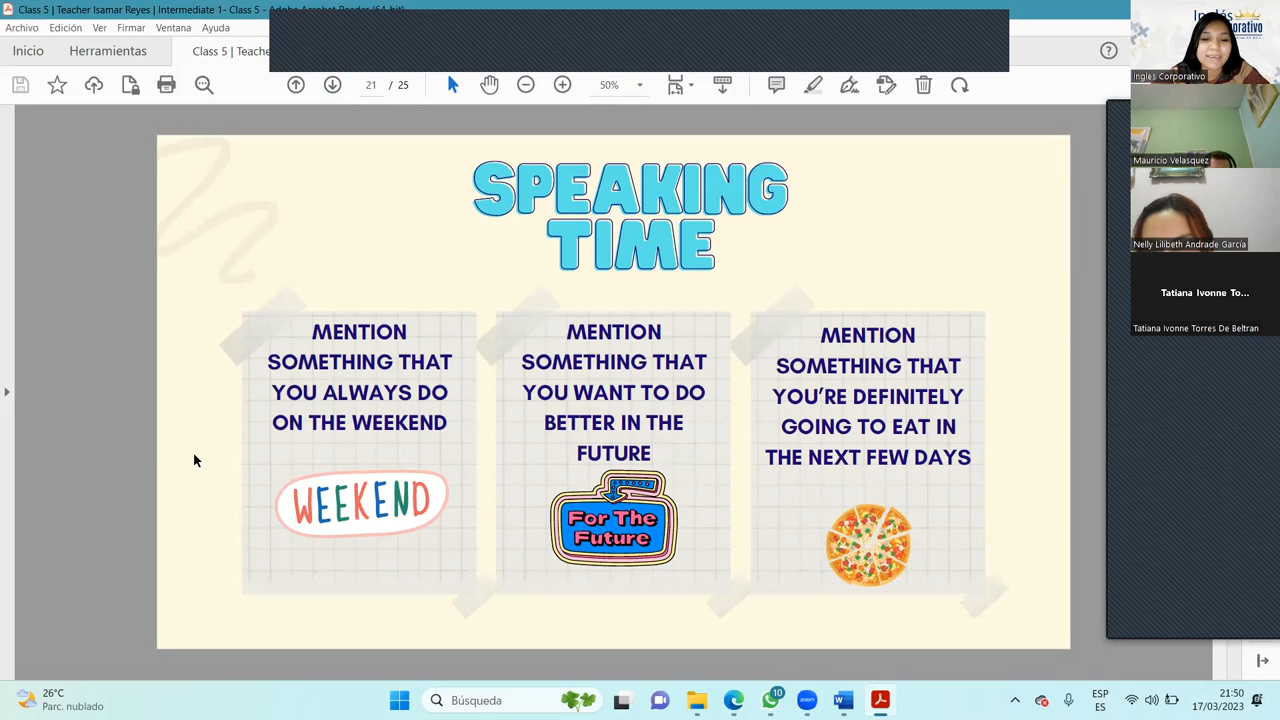 Class 5 | Teacher Isamar Reyes | Intermediate 1- Class 5 - Adobe Acrobat Reader (64-bit)
Archivo Edición Ver Firmar Ventana Ayuda
Inicio Herramientas Class 5 | Teache
21 / 25 50%
SPEAKING
TIME
MENTION
SOMETHING THAT
YOU ALWAYS DO
ON THE WEEKEND
WEEKEND
MENTION
SOMETHING THAT
YOU WANT TO DO
BETTER IN THE
FUTURE
For The
Future
MENTION
SOMETHING THAT
YOU'RE DEFINITELY
GOING TO EAT IN
THE NEXT FEW DAYS
Inglés
Ingles Corporativo
Mauricio Velasquez
Nelly Lilibeth Andrade García
Tatiana Ivonne To...
Tatiana Ivonne Torres De Beltran
26°C
Parc. nublado
Búsqueda
10
zoom
ESP
ES
21:50
17/03/2023